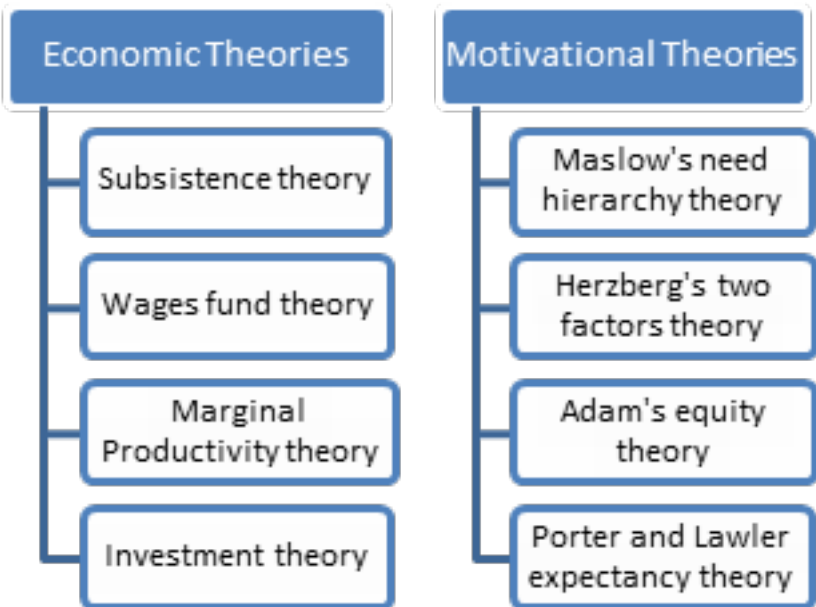 Economic Theories
Subsistence theory
Wages fund theory
Marginal
Productivity theory
Investment theory
Motivational Theories
Maslow's need
hierarchy theory
Herzberg's two
factors theory
Adam's equity
theory
Porter and Lawler
expectancy theory